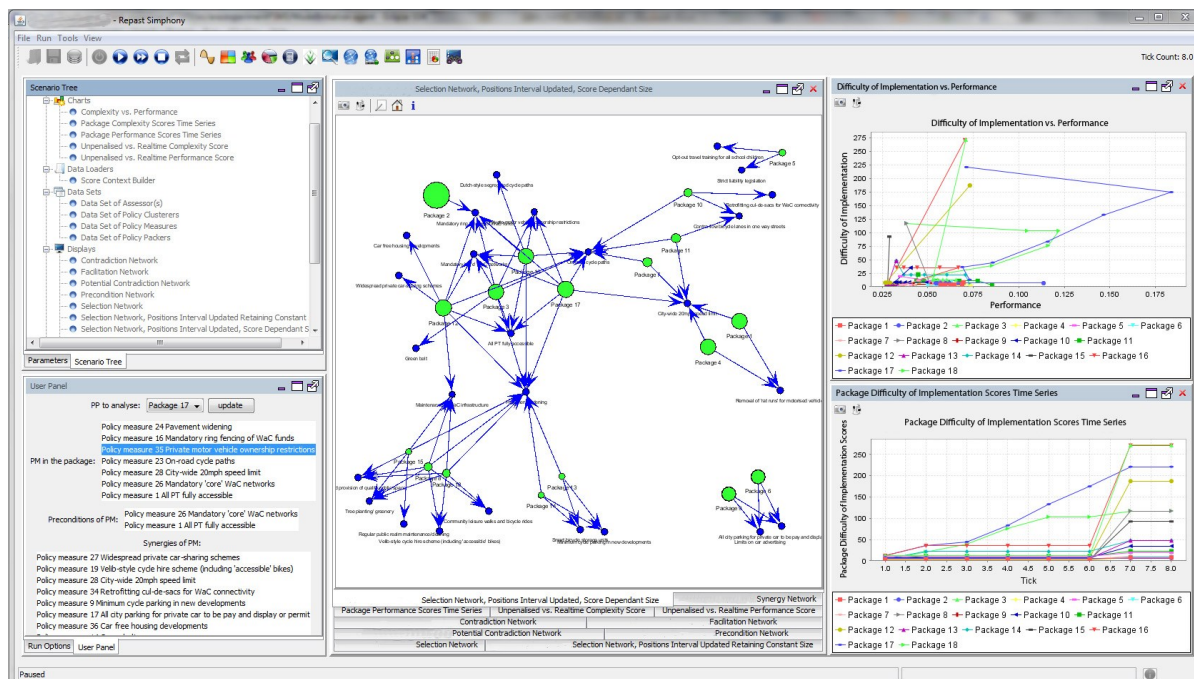 - Repast Simphony
File Run Tools View
Tick Count: 8.0
Scenario Tree
Charts
Complexity vs. Performance
Package Complexity Scores Time Series
Package Performance Scores Time Series
Unpenalised vs. Realtime Complexity Score
Unpenalised vs. Realtime Performance Score
Data Loaders
Score Context Builder
Data Sets
Data Set of Assessor(s)
Data Set of Policy Clusterers
Data Set of Policy Measures
Data Set of Policy Packers
Displays
Contradiction Network
Facilitation Network
Potential Contradiction Network
Precondition Network
Selection Network
Selection Network, Positions Interval Updated Retaining Constant
Selection Network, Positions Interval Updated, Score Dependant S
Parameters Scenario Tree
User Panel
PP to analyse: Package 17 update
PM in the package:
Policy measure 24 Pavement widening
Policy measure 16 Mandatory ring fencing of WaC funds
Policy measure 35 Private motor vehicle ownership restrictions
Policy measure 23 On-road cycle paths
Policy measure 28 City-wide 20mph speed limit
Policy measure 26 Mandatory 'core' WaC networks
Policy measure 1 All PT fully accessible
Preconditions of PM:
Policy measure 26 Mandatory 'core' WaC networks
Policy measure 1 All PT fully accessible
Synergies of PM:
Policy measure 27 Widespread private car-sharing schemes
Policy measure 19 Velib-style cycle hire scheme (including 'accessible' bikes)
Policy measure 28 City-wide 20mph speed limit
Policy measure 34 Retrofitting cul-de-sacs for WaC connectivity
Policy measure 9 Minimum cycle parking in new developments
Policy measure 17 All city parking for private car to be pay and display or permit
Policy measure 36 Car free housing developments
Run Options User Panel
Paused
Selection Network, Positions Interval Updated, Score Dependant Size
Opt-out travel training for all school children
Package 5
Strict liability legislation
Dutch-style segregated cycle paths
Package 2
Package 10
Retrofitting cul-de-sacs for WaC connectivity
Car free housing developments
Package 11
Package 7
Widespread private car-sharing schemes
Package 3
Package 17
All PT fully accessible
Package 4
Green belt
Removal of 'rat runs' for motorised vehicle
Tree planting/ greenery
Community leisure walks and bicycle rides
Regular public realm maintenance/cleaning
Velib-style cycle hire scheme (including 'accessible' bikes)
Package 6
All city parking for private car to be pay and displa
Limits on car advertising
Selection Network, Positions Interval Updated, Score Dependant Size Synergy Network
Package Performance Scores Time Series Unpenalised vs. Realtime Complexity Score Unpenalised vs. Realtime Performance Score
Contradiction Network Facilitation Network
Potential Contradiction Network Precondition Network
Selection Network Selection Network, Positions Interval Updated Retaining Constant Size
Difficulty of Implementation vs. Performance
Difficulty of Implementation vs. Performance
Difficulty of Implementation
275
250
225
200
175
150
125
100
75
50
25
0
0.025 0.050 0.075 0.100 0.125 0.150 0.175
Performance
Package 1 Package 2 Package 3 Package 4 Package 5 Package 6
Package 7 Package 8 Package 9 Package 10 Package 11
Package 12 Package 13 Package 14 Package 15 Package 16
Package 17 Package 18
Package Difficulty of Implementation Scores Time Series
Package Difficulty of Implementation Scores Time Series
Package Difficulty of Implementation Scores
250
200
150
100
50
0
1.0 1.5 2.0 2.5 3.0 3.5 4.0 4.5 5.0 5.5 6.0 6.5 7.0 7.5 8.0
Tick
Package 1 Package 2 Package 3 Package 4 Package 5 Package 6
Package 7 Package 8 Package 9 Package 10 Package 11
Package 12 Package 13 Package 14 Package 15 Package 16
Package 17 Package 18